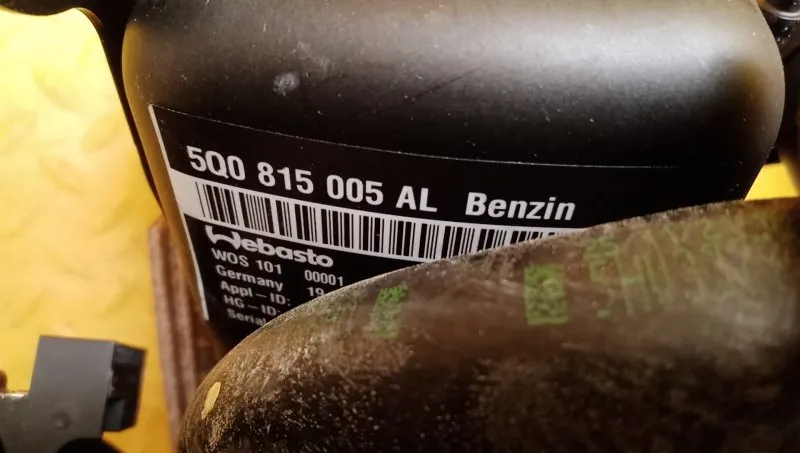 5Q0 815 005 AL Benzin
Webasto
WOS 101 00001
Germany 19
Appl-ID:
HG-ID:
Serial